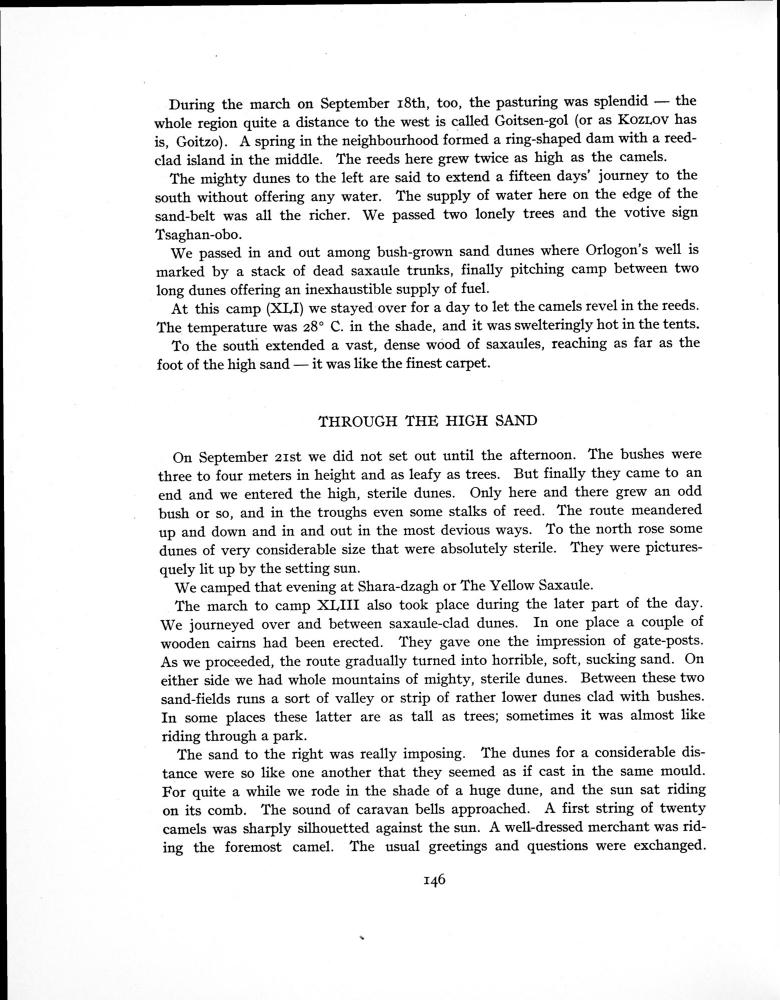 During the march on September 18th, too, the pasturing was splendid — the
whole region quite a distance to the west is called Goitsen-gol (or as KOZLOV has
is, Goitzo). A spring in the neighbourhood formed a ring-shaped dam with a reed-
clad island in the middle. The reeds here grew twice as high as the camels.
The mighty dunes to the left are said to extend a fifteen days' journey to the
south without offering any water. The supply of water here on the edge of the
sand-belt was all the richer. We passed two lonely trees and the votive sign
Tsaghan-obo.
We passed in and out among bush-grown sand dunes where Orlogon's well is
marked by a stack of dead saxaule trunks, finally pitching camp between two
long dunes offering an inexhaustible supply of fuel.
At this camp (XLI) we stayed over for a day to let the camels revel in the reeds.
The temperature was 28° C. in the shade, and it was swelteringly hot in the tents.
To the south extended a vast, dense wood of saxaules, reaching as far as the
foot of the high sand — it was like the finest carpet.
THROUGH THE HIGH SAND
On September 21st we did not set out until the afternoon. The bushes were
three to four meters in height and as leafy as trees. But finally they came to an
end and we entered the high, sterile dunes. Only here and there grew an odd
bush or so, and in the troughs even some stalks of reed. The route meandered
up and down and in and out in the most devious ways. To the north rose some
dunes of very considerable size that were absolutely sterile. They were pictures-
quely lit up by the setting sun.
We camped that evening at Shara-dzagh or The Yellow Saxaule.
The march to camp XLIII also took place during the later part of the day.
We journeyed over and between saxaule-clad dunes. In one place a couple of
wooden cairns had been erected. They gave one the impression of gate-posts.
As we proceeded, the route gradually turned into horrible, soft, sucking sand. On
either side we had whole mountains of mighty, sterile dunes. Between these two
sand-fields runs a sort of valley or strip of rather lower dunes clad with bushes.
In some places these latter are as tall as trees; sometimes it was almost like
riding through a park.
The sand to the right was really imposing. The dunes for a considerable dis-
tance were so like one another that they seemed as if cast in the same mould.
For quite a while we rode in the shade of a huge dune, and the sun sat riding
on its comb. The sound of caravan bells approached. A first string of twenty
camels was sharply silhouetted against the sun. A well-dressed merchant was rid-
ing the foremost camel. The usual greetings and questions were exchanged.
146